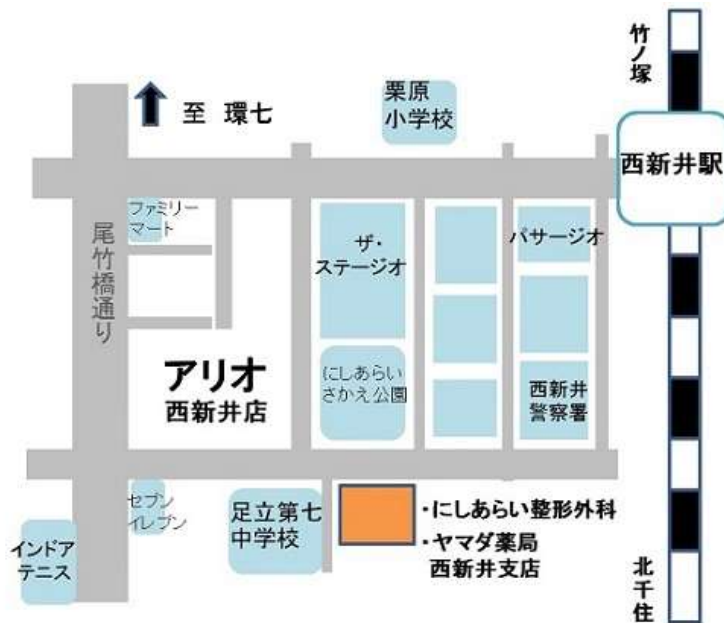 竹ノ塚
栗原
小学校
至 環七
西新井駅
ファミリー
マート
尾竹橋通り
ザ・
ステージオ
パサージオ
アリオ
西新井店
にしあらい
さかえ公園
西新井
警察署
セブン
イレブン
足立第七
中学校
・にしあらい整形外科
・ヤマダ薬局
西新井支店
インドア
テニス
北千住